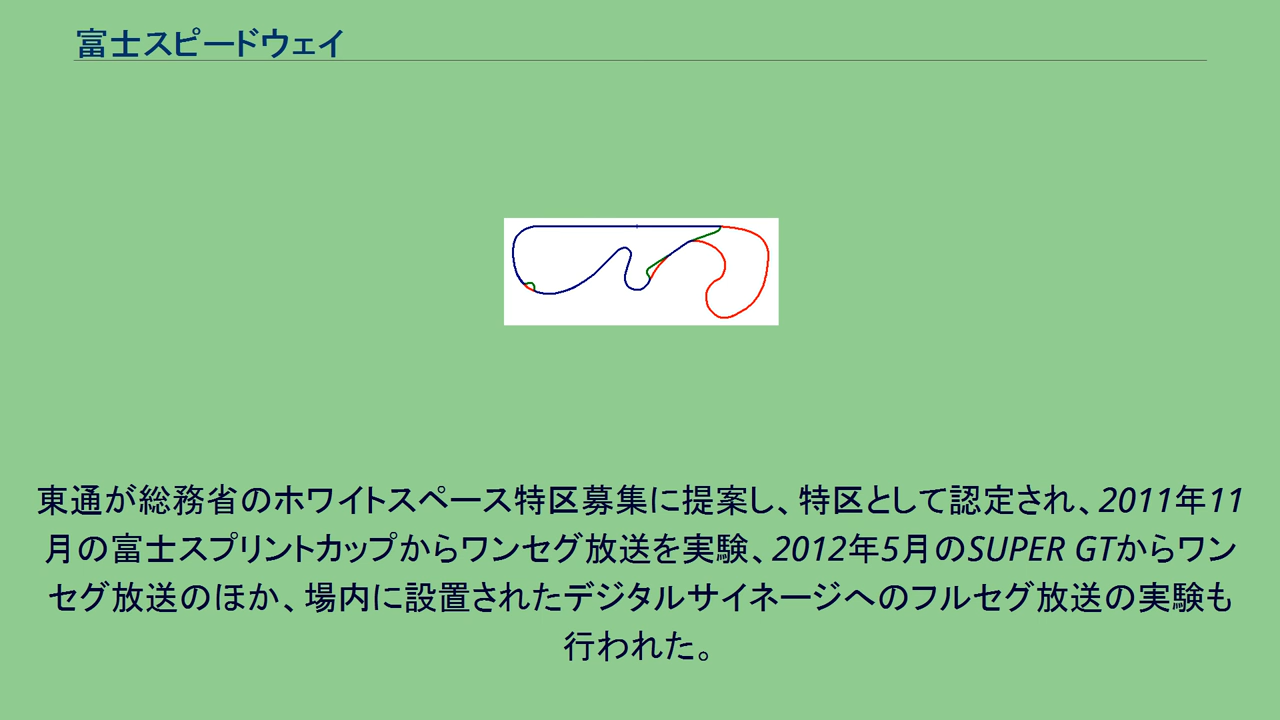 富士スピードウェイ
東通が総務省のホワイトスペース特区募集に提案し、特区として認定され、2011年11
月の富士スプリントカップからワンセグ放送を実験、2012年5月のSUPER GTからワン
セグ放送のほか、場内に設置されたデジタルサイネージへのフルセグ放送の実験も
行われた。